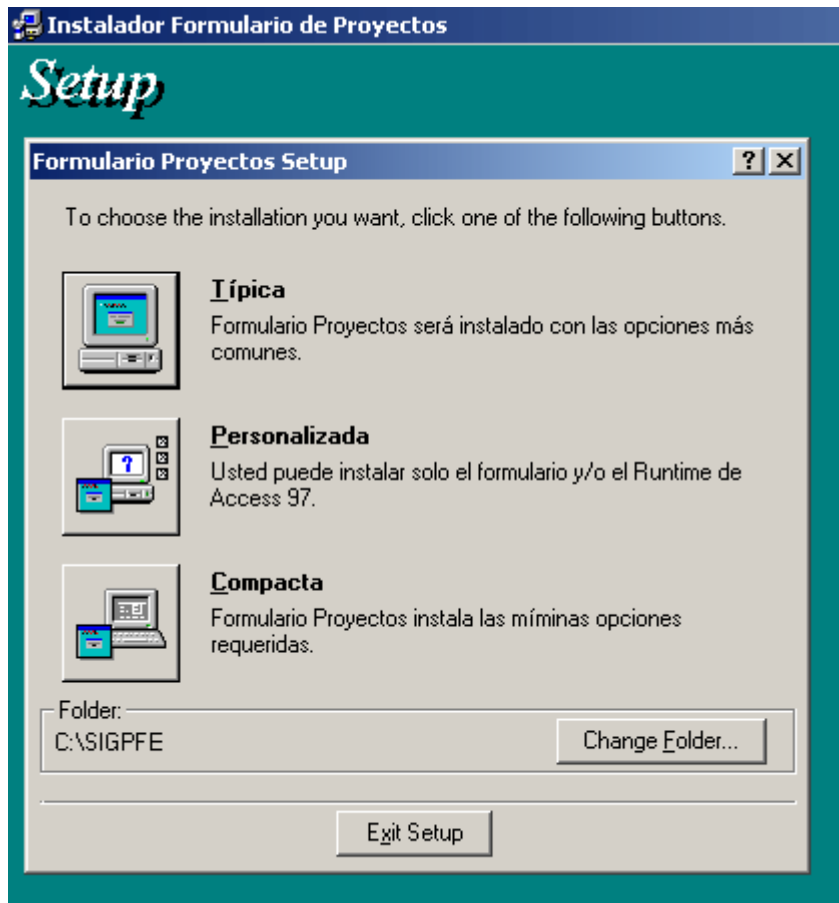 Instalador Formulario de Proyectos
Setup
Formulario Proyectos Setup
To choose the installation you want, click one of the following buttons.
Típica
Formulario Proyectos será instalado con las opciones más
comunes.
Personalizada
Usted puede instalar solo el formulario y/o el Runtime de
Access 97.
Compacta
Formulario Proyectos instala las míminas opciones
requeridas.
Folder:
C:\SIGPFE
Change Folder...
Exit Setup